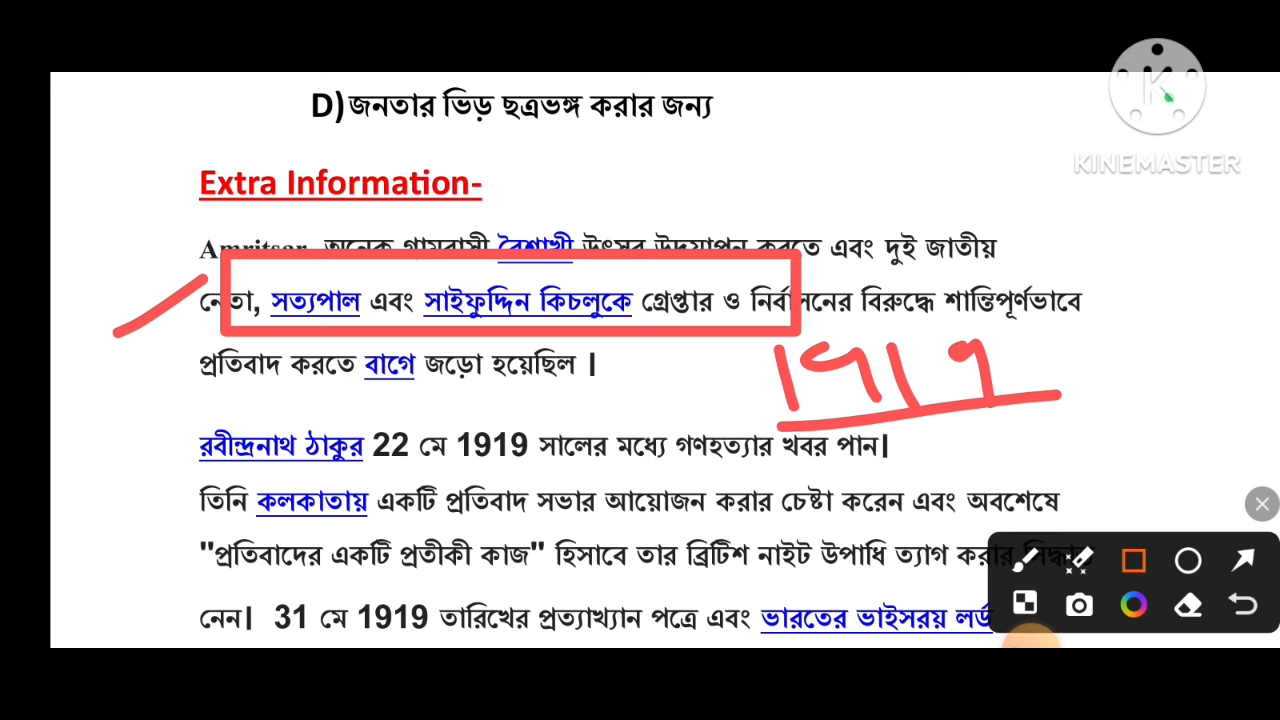 D)জনতার ভিড় ছত্রভঙ্গ করার জন্য
KINEMASTER
Extra Information-
Amritsar অনেক গ্রামবাসী বৈশাখী উৎসব উদযাপন করতে এবং দুই জাতীয়
নেতা, সত্যপাল এবং সাইফুদ্দিন কিচলুকে গ্রেপ্তার ও নির্বাসনের বিরুদ্ধে শান্তিপূর্ণভাবে
প্রতিবাদ করতে বাগে জড়ো হয়েছিল |
1919
রবীন্দ্রনাথ ঠাকুর 22 মে 1919 সালের মধ্যে গণহত্যার খবর পান|
তিনি কলকাতায় একটি প্রতিবাদ সভার আয়োজন করার চেষ্টা করেন এবং অবশেষে
"প্রতিবাদের একটি প্রতীকী কাজ" হিসাবে তার ব্রিটিশ নাইট উপাধি ত্যাগ করার
নেন| 31 মে 1919 তারিখের প্রত্যাখ্যান পত্রে এবং ভারতের ভাইসরয় লর্ড